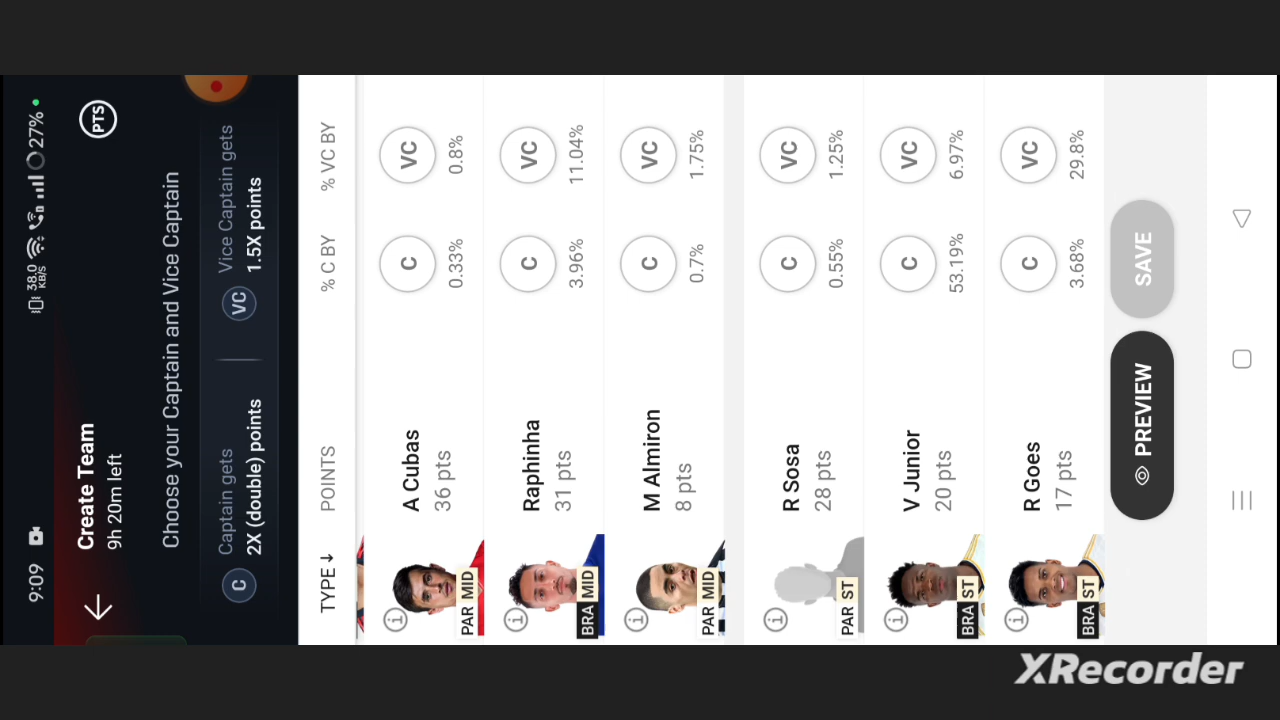 9:09 38.0 KB/S 27%
Create Team
9h 20m left
PTS
Choose your Captain and Vice Captain
C Captain gets
2X (double) points
VC Vice Captain gets
1.5X points
TYPE ↓ POINTS % C BY % VC BY
PAR MID
A Cubas
36 pts
C
0.33%
VC
0.8%
BRA MID
Raphinha
31 pts
C
3.96%
VC
11.04%
PAR MID
M Almiron
8 pts
C
0.7%
VC
1.75%
PAR ST
R Sosa
28 pts
C
0.55%
VC
1.25%
BRA ST
V Junior
20 pts
C
53.19%
VC
6.97%
BRA ST
R Goes
17 pts
C
3.68%
VC
29.8%
PREVIEW SAVE
XRecorder